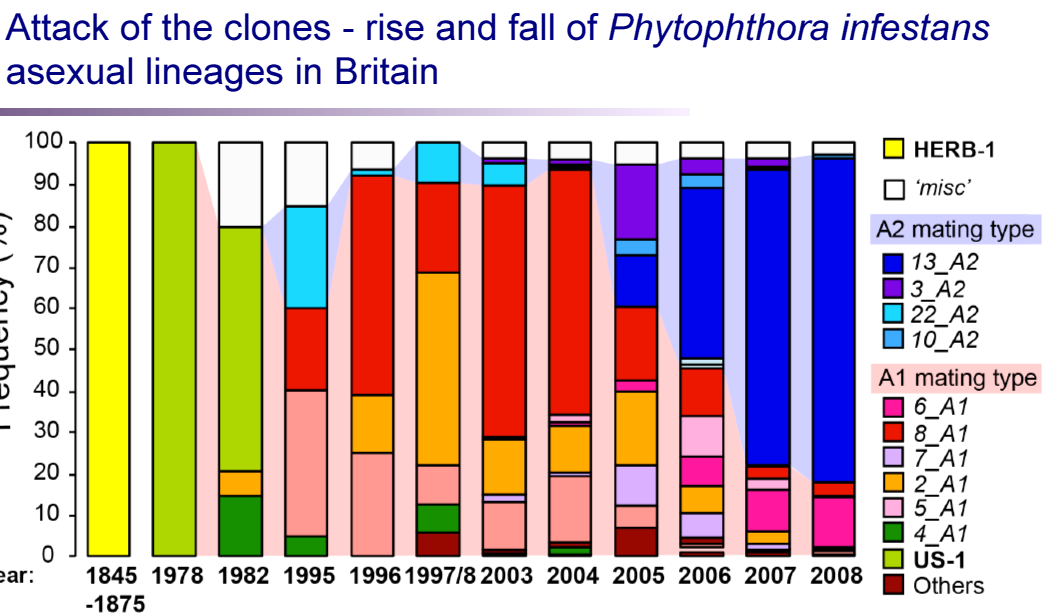 Attack of the clones - rise and fall of Phytophthora infestans
asexual lineages in Britain
100
90
80
70
60
50
40
30
20
10
0
(%)
1845
-1875
1978
1982
1995
1996
1997/8
2003
2004
2005
2006
2007
2008
HERB-1
'misc'
A2 mating type
13_A2
3_A2
22_A2
10_A2
A1 mating type
6_A1
8_A1
7_A1
2_A1
5_A1
4_A1
US-1
Others